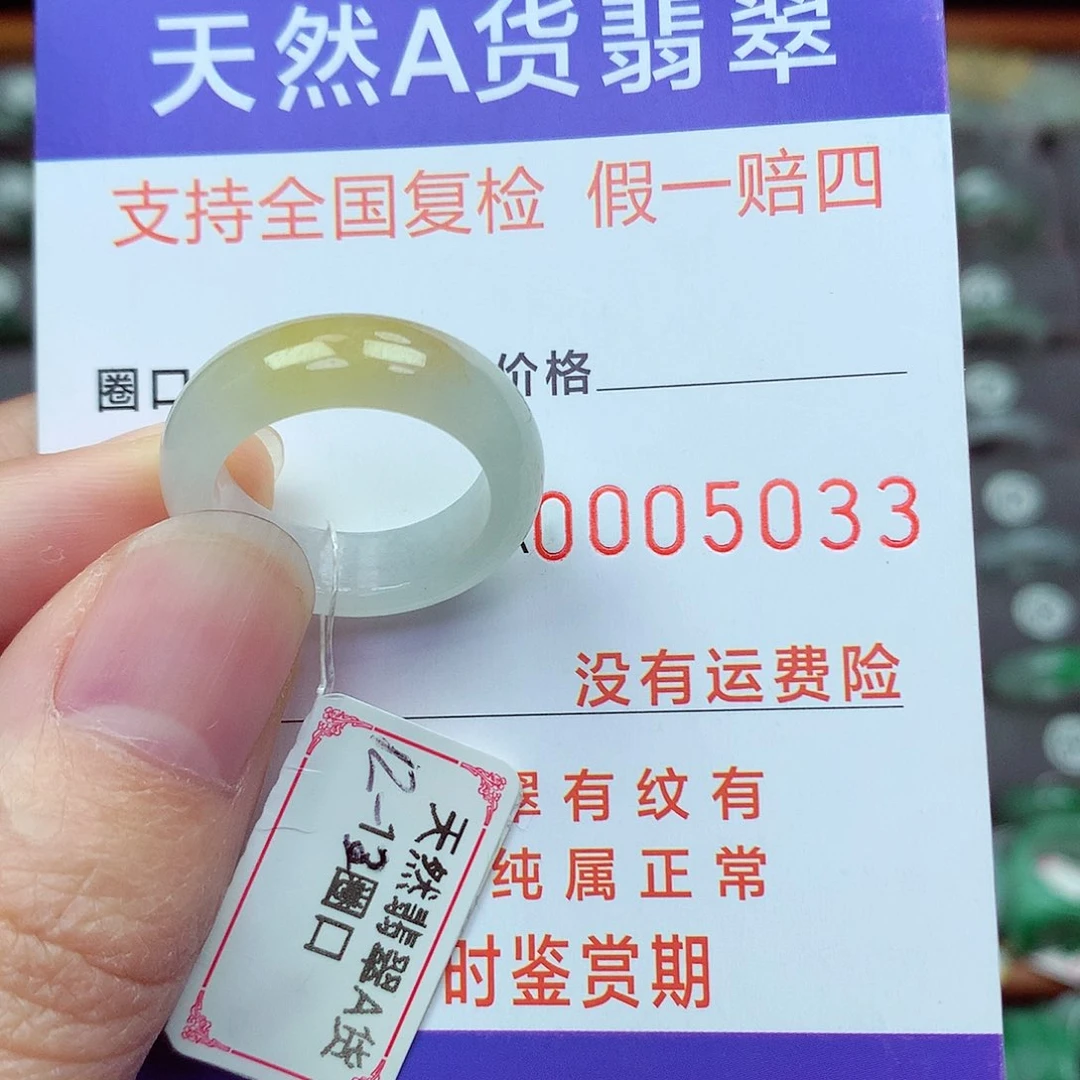 天然A货翡翠
支持全国复检 假一赔四
圈口 价格
0005033
没有运费险
翠有纹有
纯属正常
时鉴赏期
12-13圈口
天然翡翠A货